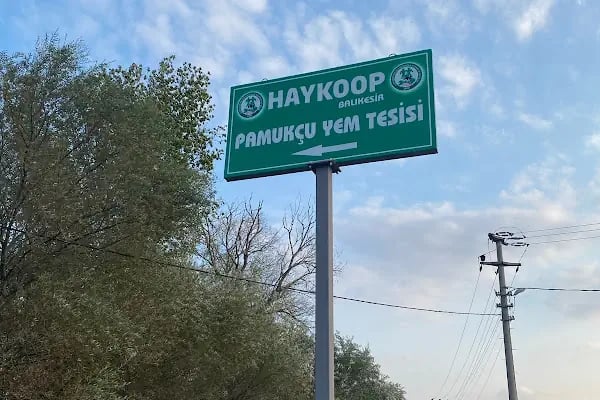 HAYKOOP
BALIKESİR
PAMUKÇU YEM TESİSİ